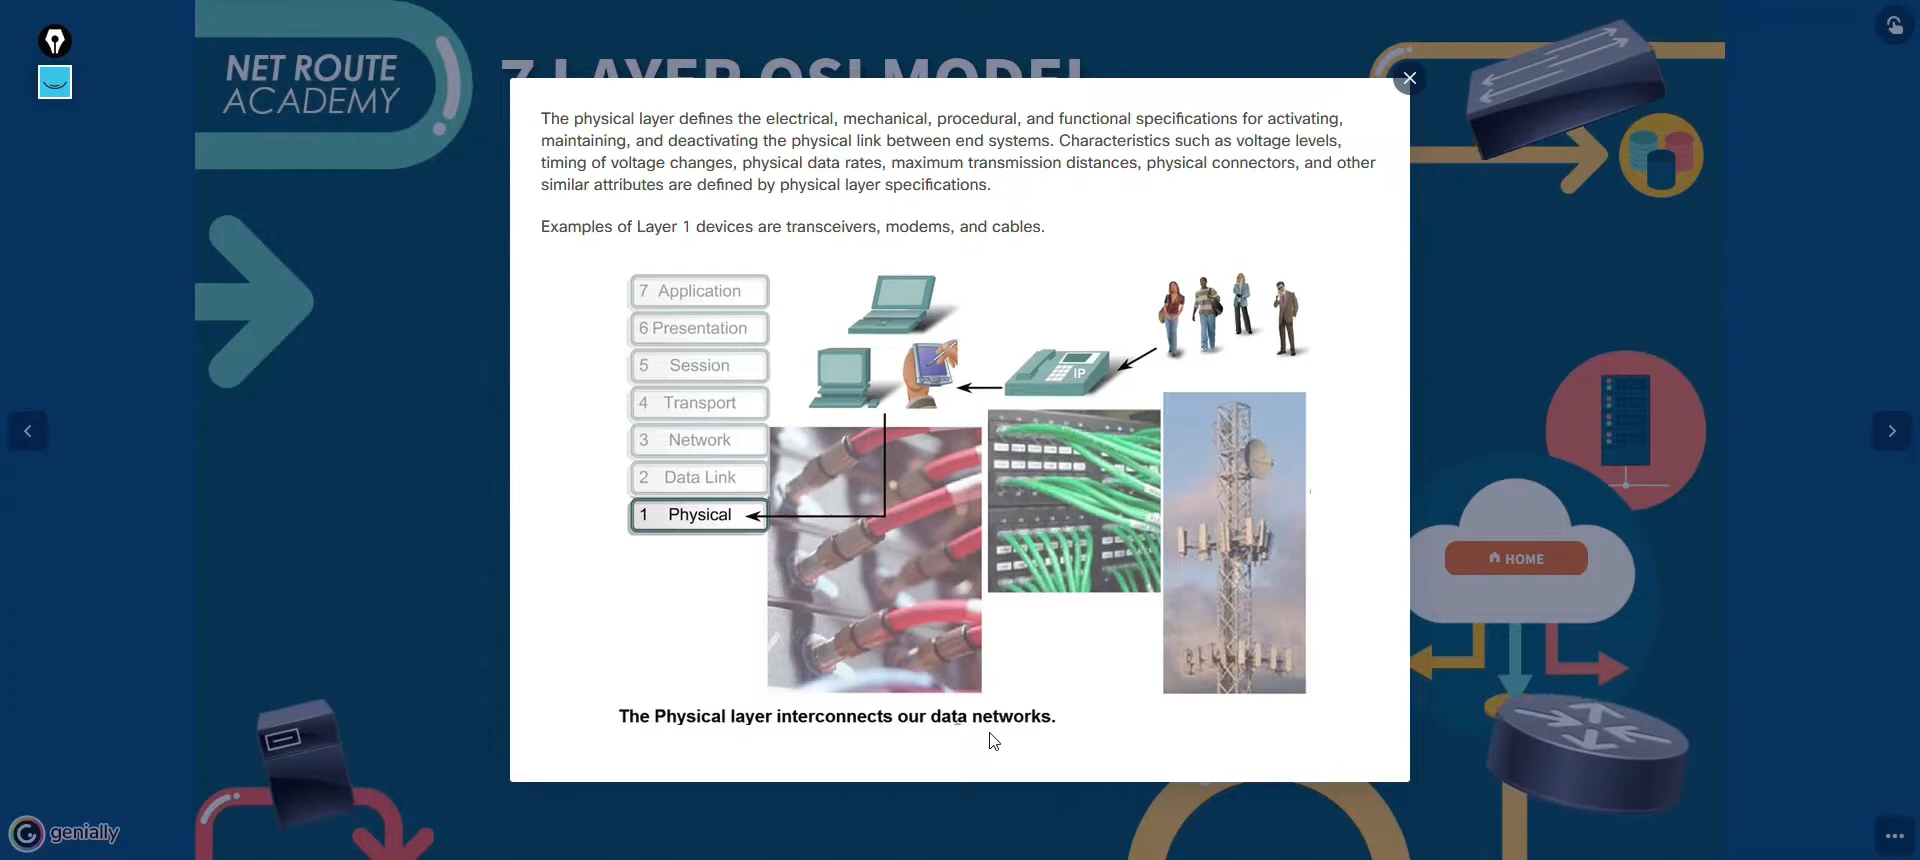 NET ROUTE
ACADEMY
7 LAYER OSI MODEL
The physical layer defines the electrical, mechanical, procedural, and functional specifications for activating,
maintaining, and deactivating the physical link between end systems. Characteristics such as voltage levels,
timing of voltage changes, physical data rates, maximum transmission distances, physical connectors, and other
similar attributes are defined by physical layer specifications.
Examples of Layer 1 devices are transceivers, modems, and cables.
7 Application
6 Presentation
5 Session
4 Transport
3 Network
2 Data Link
1 Physical
IP
The Physical layer interconnects our data networks.
HOME
genially